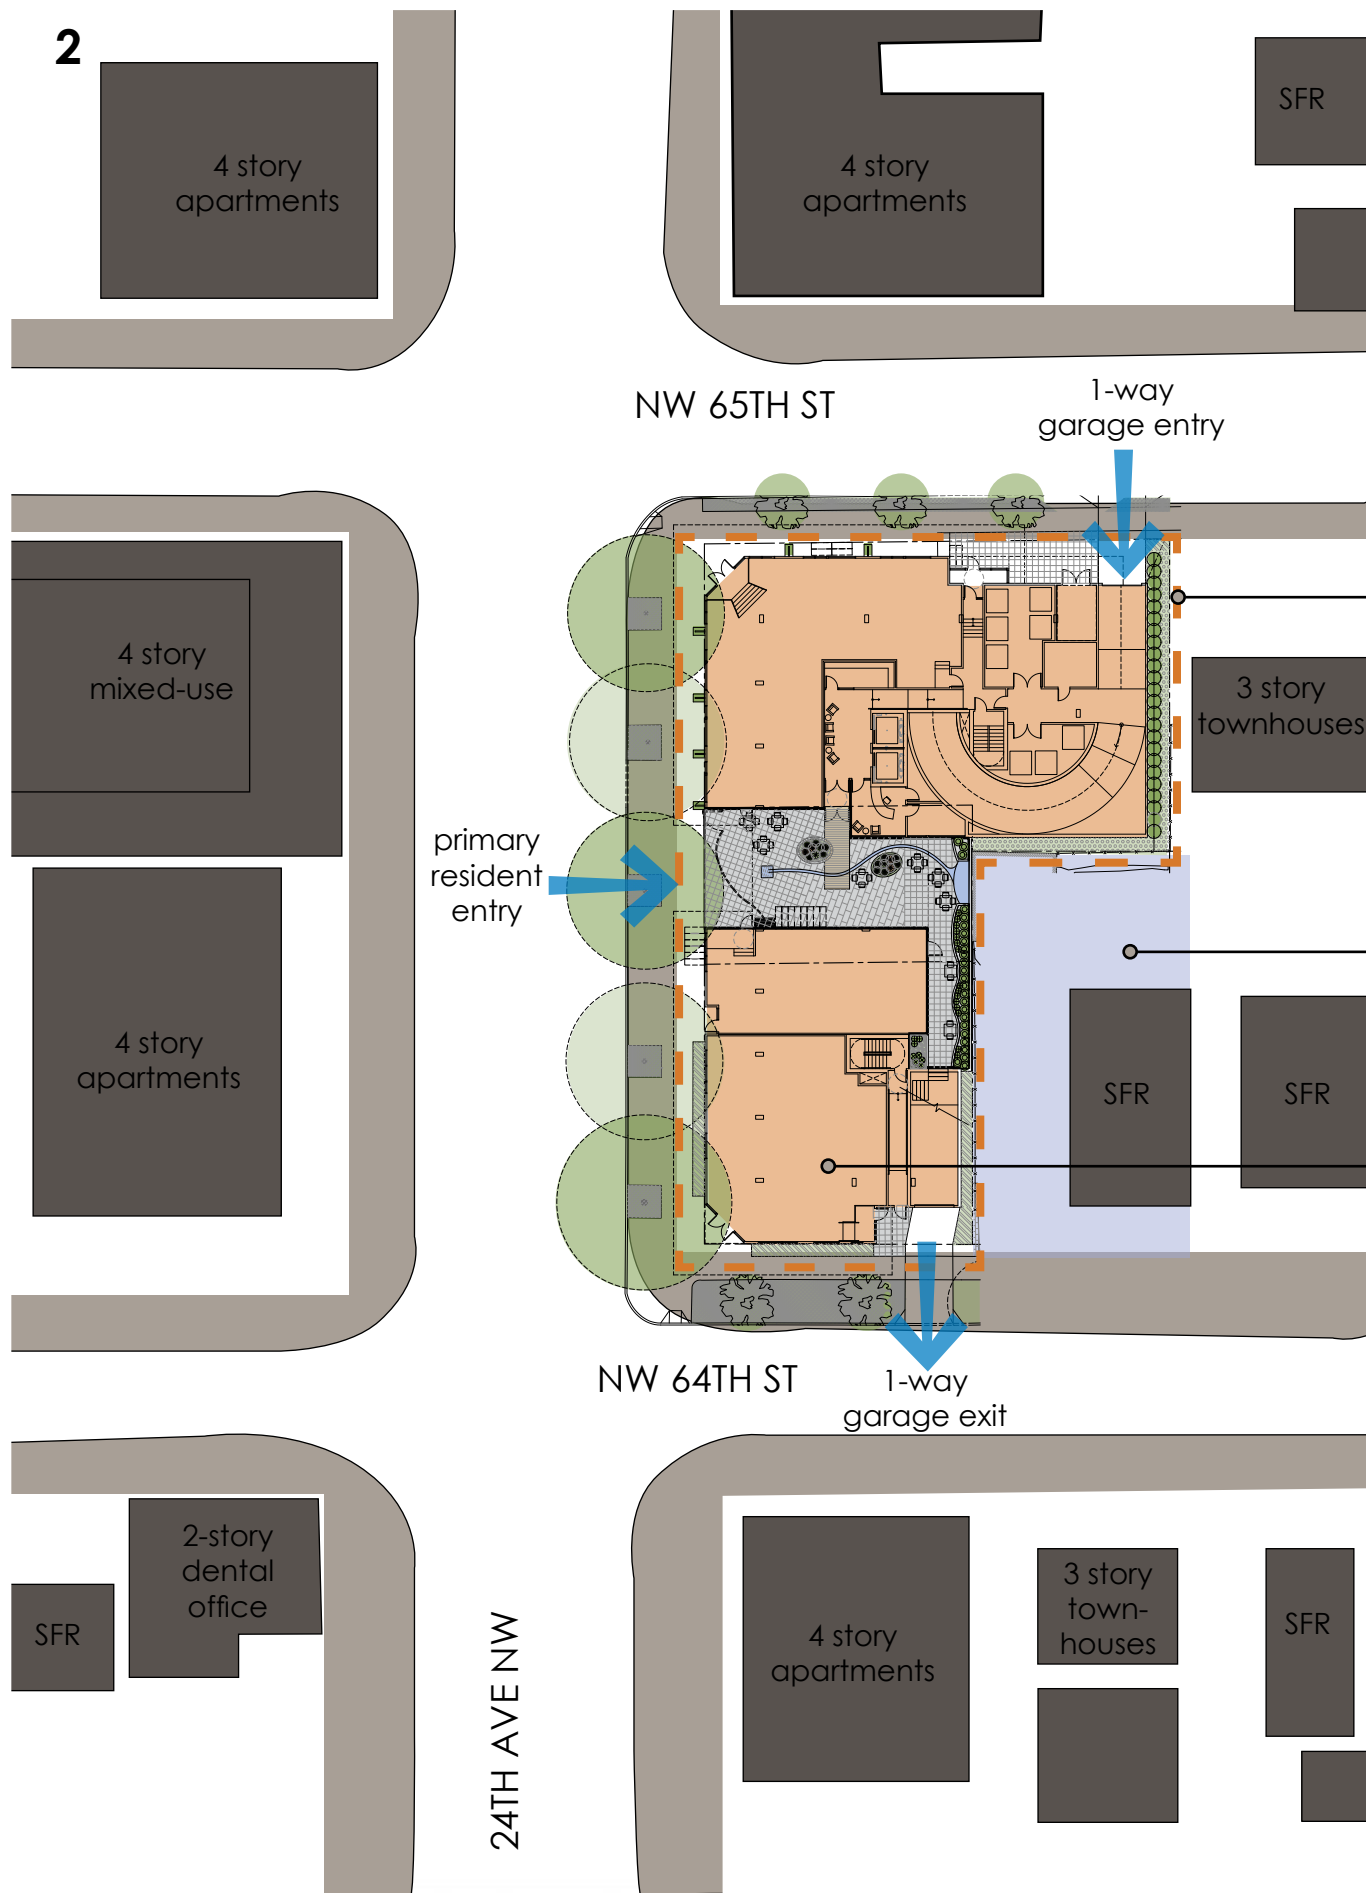 2
4 story
apartments
4 story
apartments
SFR
NW 65TH ST
1-way
garage entry
4 story
mixed-use
3 story
townhouses
primary
resident
entry
4 story
apartments
SFR
SFR
NW 64TH ST
1-way
garage exit
2-story
dental
office
SFR
24TH AVE NW
4 story
apartments
3 story
town-
houses
SFR